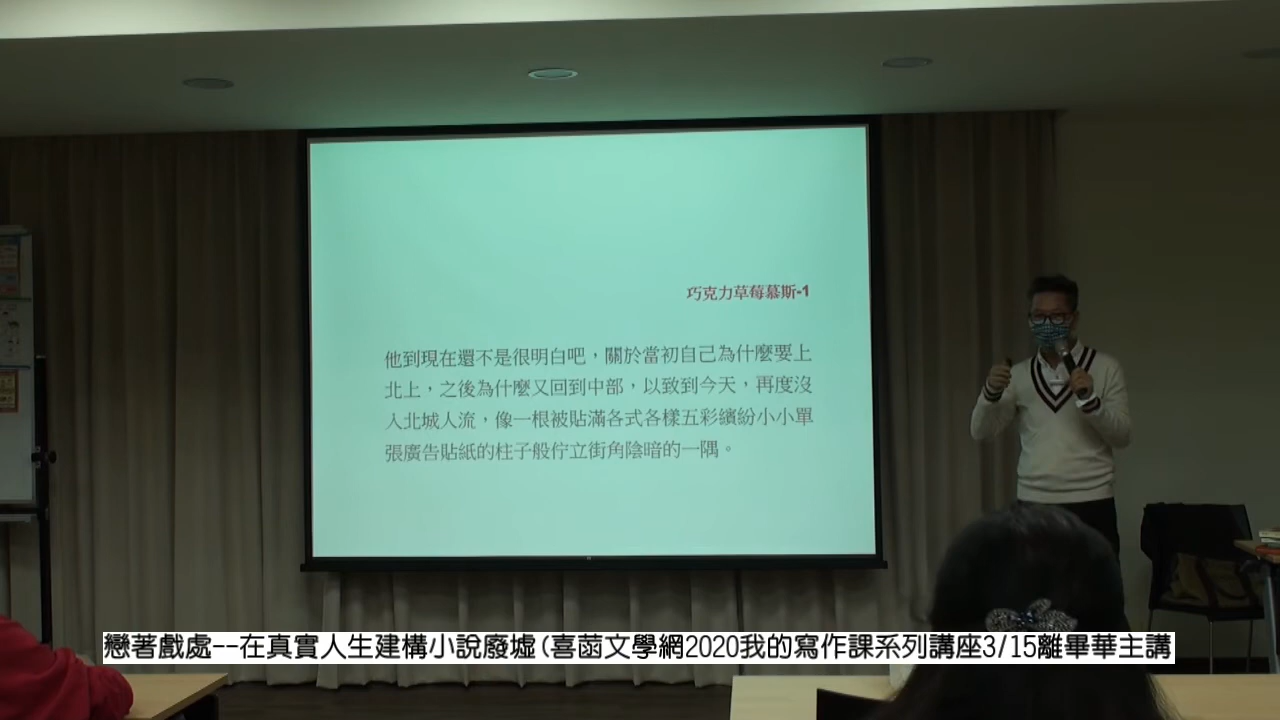 巧克力草莓慕斯-1
他到現在還不是很明白吧，關於當初自己為什麼要上
北上，之後為什麼又回到中部，以致到今天，再度沒
入北城人流，像一根被貼滿各式各樣五彩繽紛小小單
張廣告貼紙的柱子般佇立街角陰暗的一隅。
戀著戲處--在真實人生建構小說廢墟(喜菡文學網2020我的寫作課系列講座3/15離畢華主講